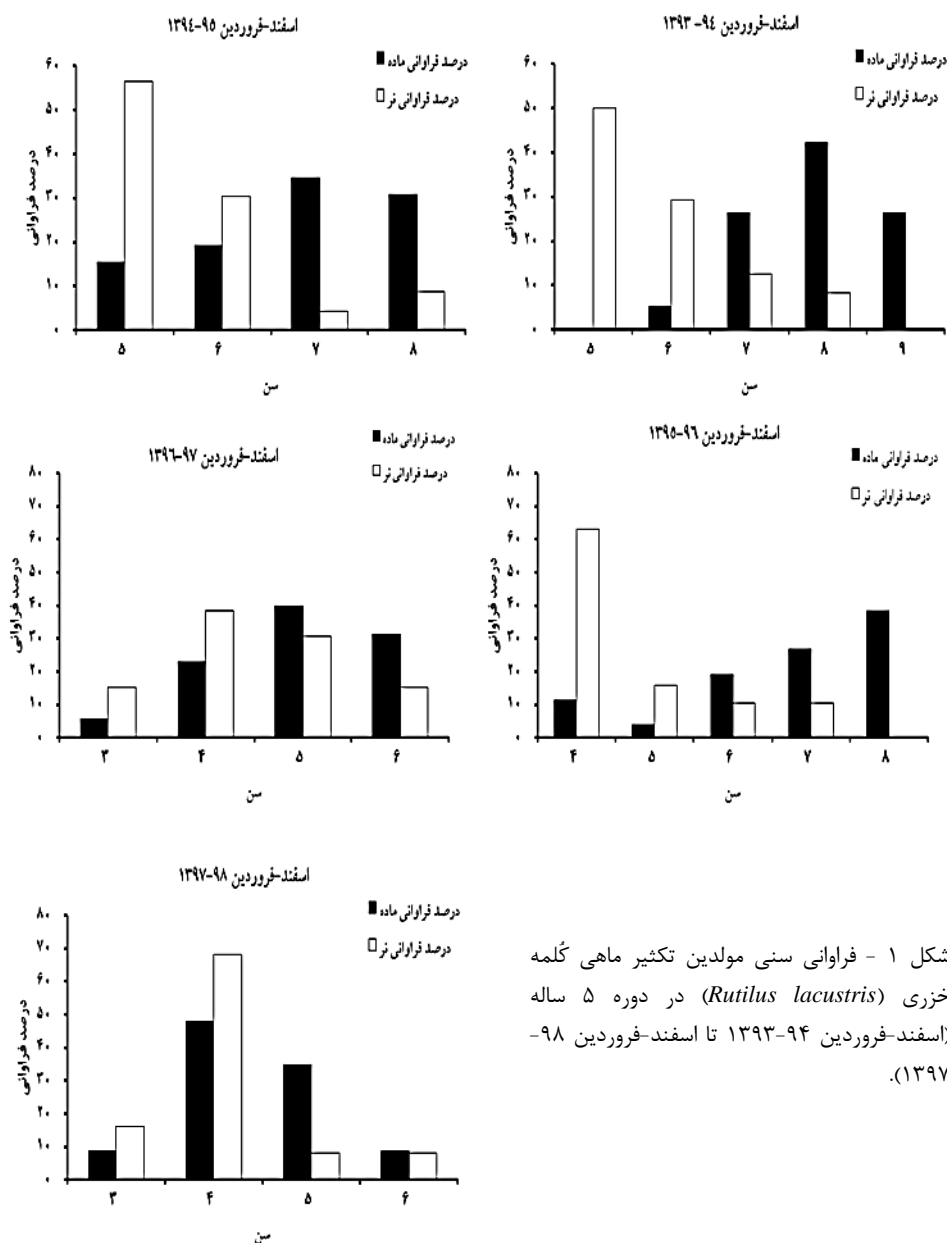 اسفند-فروردین ۹۴-۱۳۹۳
درصد فراوانی ماده
درصد فراوانی نر
درصد فراوانی
۶۰
۵۰
۴۰
۳۰
۲۰
۱۰
۰
۵ ۶ ۷ ۸ ۹
سن
اسفند-فروردین ۹۵-۱۳۹۴
درصد فراوانی ماده
درصد فراوانی نر
درصد فراوانی
۶۰
۵۰
۴۰
۳۰
۲۰
۱۰
۰
۵ ۶ ۷ ۸
سن
اسفند-فروردین ۹۶-۱۳۹۵
درصد فراوانی ماده
درصد فراوانی نر
درصد فراوانی
۸۰
۷۰
۶۰
۵۰
۴۰
۳۰
۲۰
۱۰
۰
۴ ۵ ۶ ۷ ۸
سن
اسفند-فروردین ۹۷-۱۳۹۶
درصد فراوانی ماده
درصد فراوانی نر
درصد فراوانی
۸۰
۷۰
۶۰
۵۰
۴۰
۳۰
۲۰
۱۰
۰
۳ ۴ ۵ ۶
سن
اسفند-فروردین ۹۸-۱۳۹۷
درصد فراوانی ماده
درصد فراوانی نر
درصد فراوانی
۸۰
۷۰
۶۰
۵۰
۴۰
۳۰
۲۰
۱۰
۰
۳ ۴ ۵ ۶
سن
شکل ۱ - فراوانی سنی مولدین تکثیر ماهی کُلمه
خزری (Rutilus lacustris) در دوره ۵ ساله
(اسفند-فروردین ۹۴-۱۳۹۳ تا اسفند-فروردین ۹۸-
۱۳۹۷).